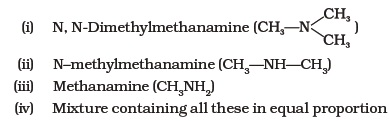 (i) N, N-Dimethylmethanamine (CH₃—N<CH₃ CH₃)
(ii) N–methylmethanamine (CH₃—NH—CH₃)
(iii) Methanamine (CH₃NH₂)
(iv) Mixture containing all these in equal proportion